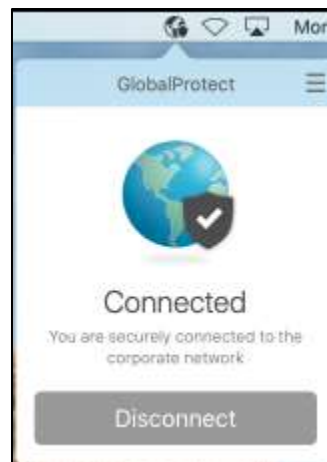 Mon
GlobalProtect
Connected
You are securely connected to the
corporate network
Disconnect